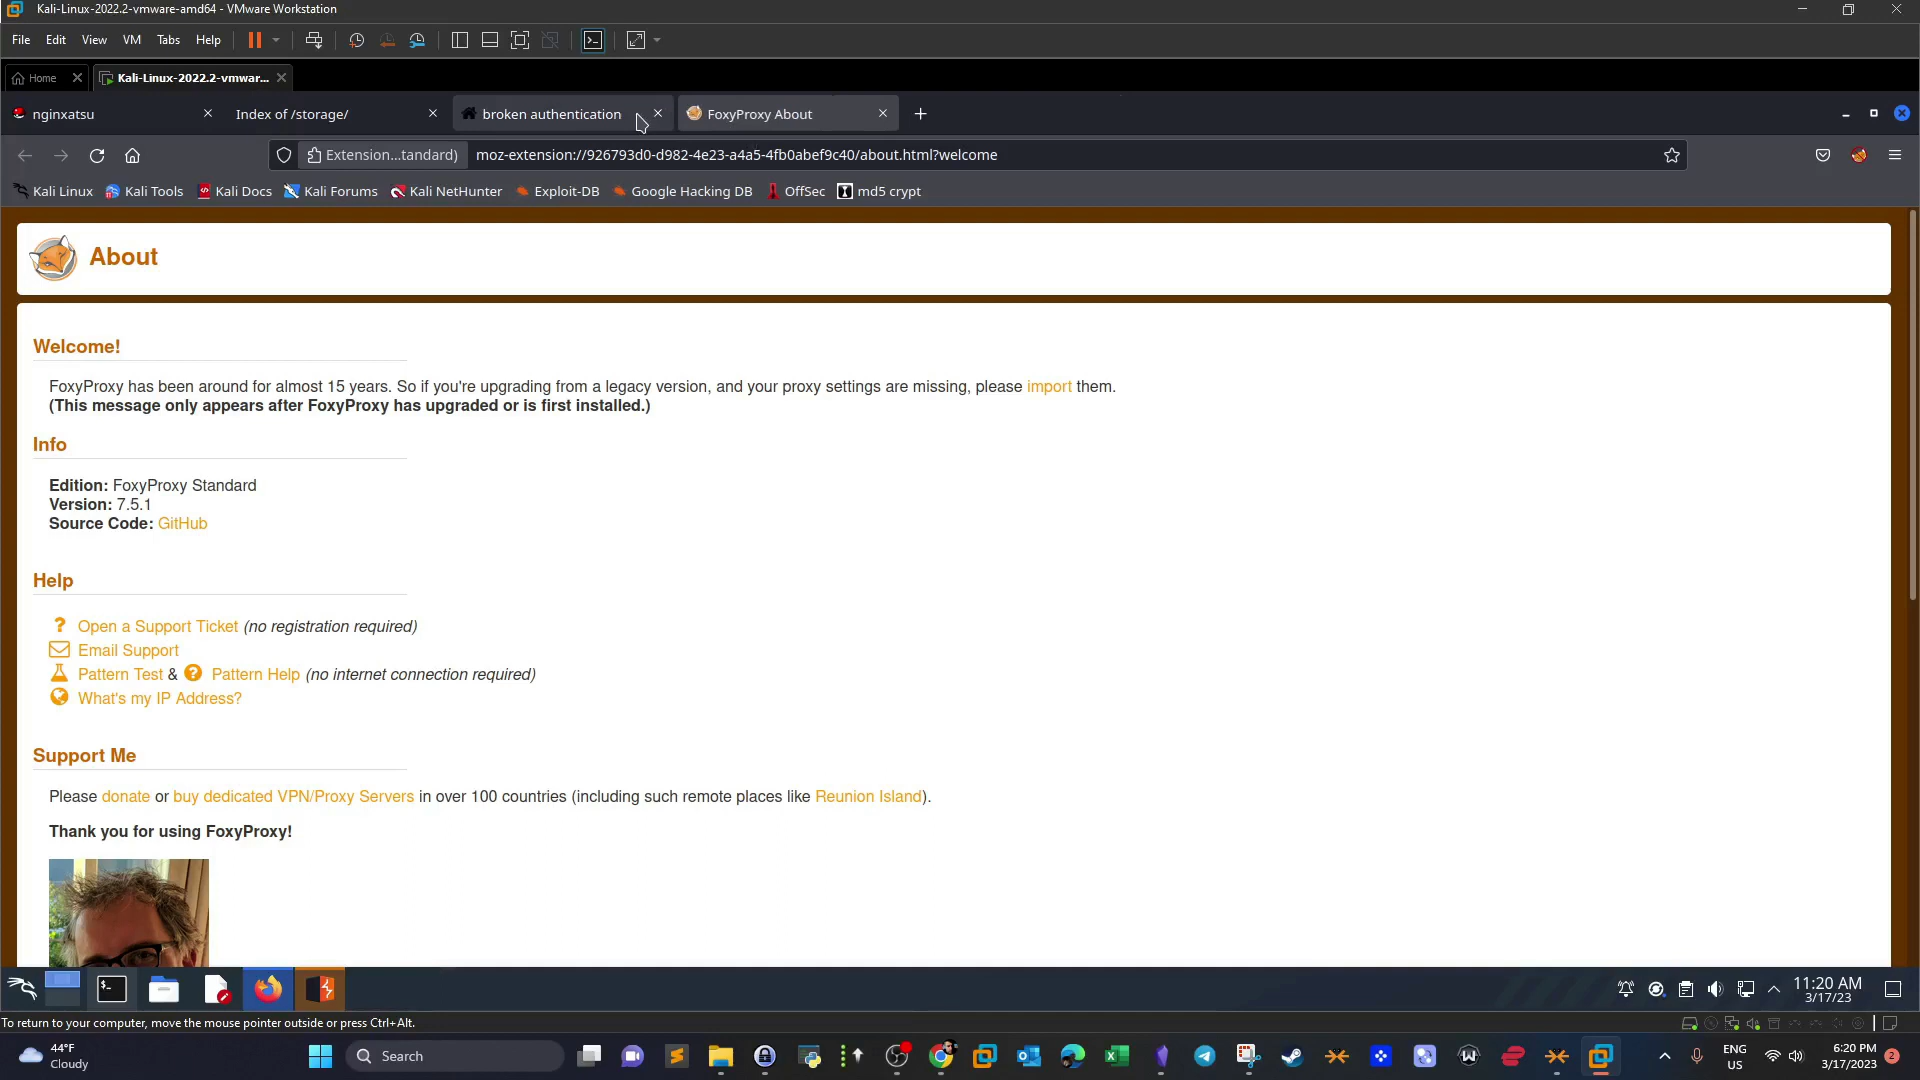 Kali-Linux-2022.2-vmware-amd64 - VMware Workstation
File Edit View VM Tabs Help
Home Kali-Linux-2022.2-vmwar...
nginxatsu Index of /storage/ broken authentication FoxyProxy About
Extension...tandard) moz-extension://926793d0-d982-4e23-a4a5-4fb0abef9c40/about.html?welcome
Kali Linux Kali Tools Kali Docs Kali Forums Kali NetHunter Exploit-DB Google Hacking DB OffSec md5 crypt
About
Welcome!
FoxyProxy has been around for almost 15 years. So if you're upgrading from a legacy version, and your proxy settings are missing, please import them.
(This message only appears after FoxyProxy has upgraded or is first installed.)
Info
Edition: FoxyProxy Standard
Version: 7.5.1
Source Code: GitHub
Help
Open a Support Ticket (no registration required)
Email Support
Pattern Test & Pattern Help (no internet connection required)
What's my IP Address?
Support Me
Please donate or buy dedicated VPN/Proxy Servers in over 100 countries (including such remote places like Reunion Island).
Thank you for using FoxyProxy!
11:20 AM
3/17/23
To return to your computer, move the mouse pointer outside or press Ctrl+Alt.
44°F
Cloudy
Search
ENG
US
6:20 PM
3/17/2023
2